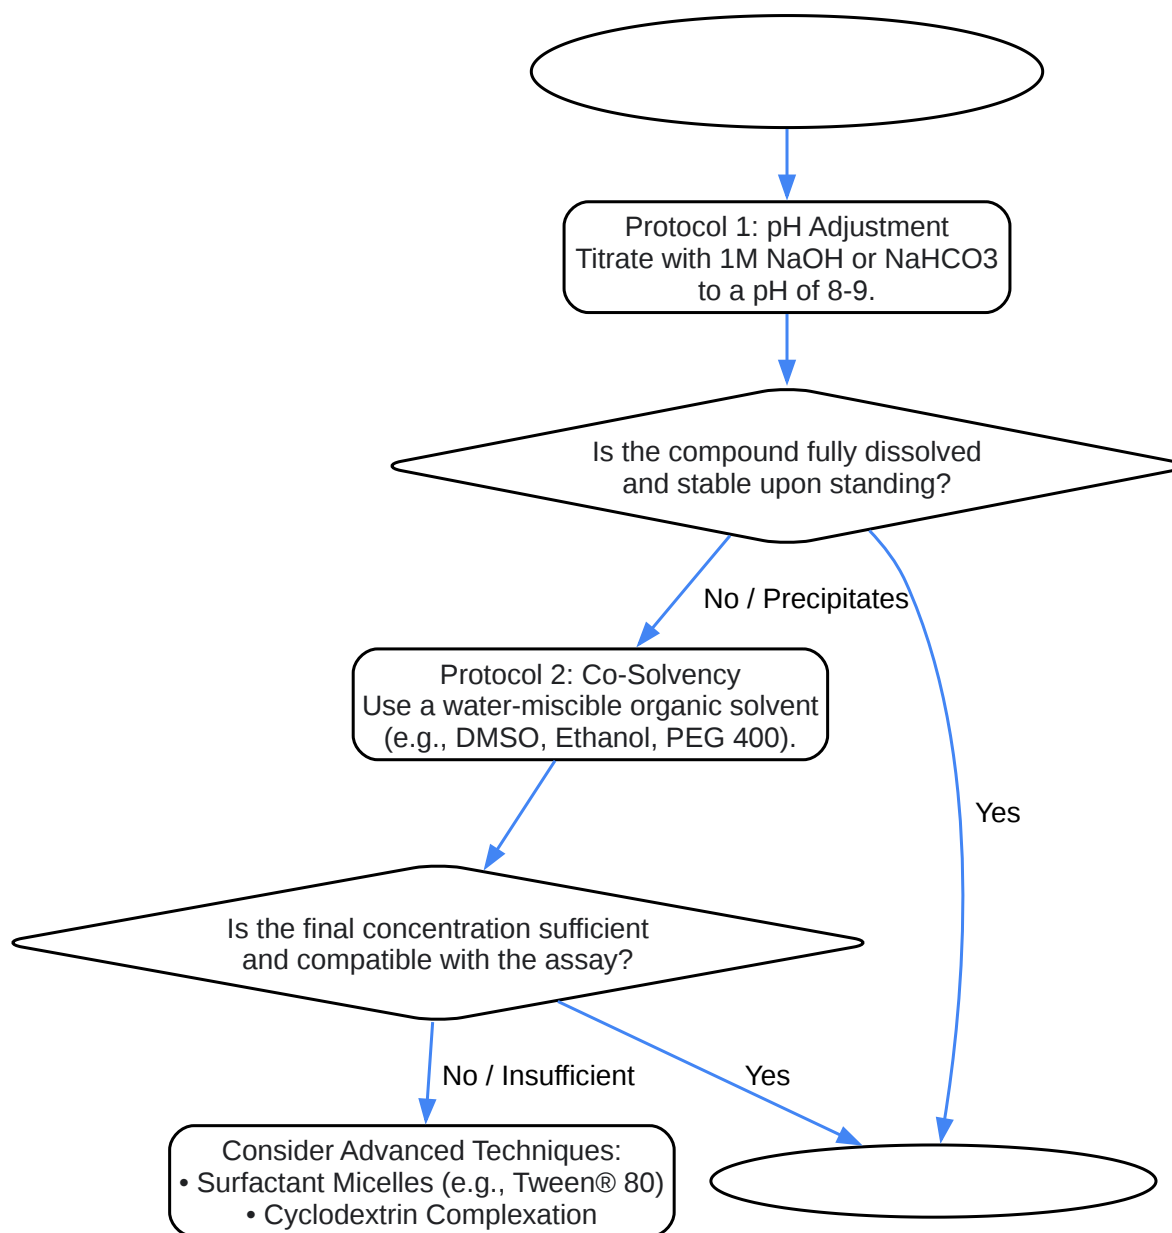 Protocol 1: pH Adjustment
Titrate with 1M NaOH or NaHCO3
to a pH of 8-9.
Is the compound fully dissolved
and stable upon standing?
No / Precipitates
Protocol 2: Co-Solvency
Use a water-miscible organic solvent
(e.g., DMSO, Ethanol, PEG 400).
Yes
Is the final concentration sufficient
and compatible with the assay?
No / Insufficient
Yes
Consider Advanced Techniques:
• Surfactant Micelles (e.g., Tween® 80)
• Cyclodextrin Complexation